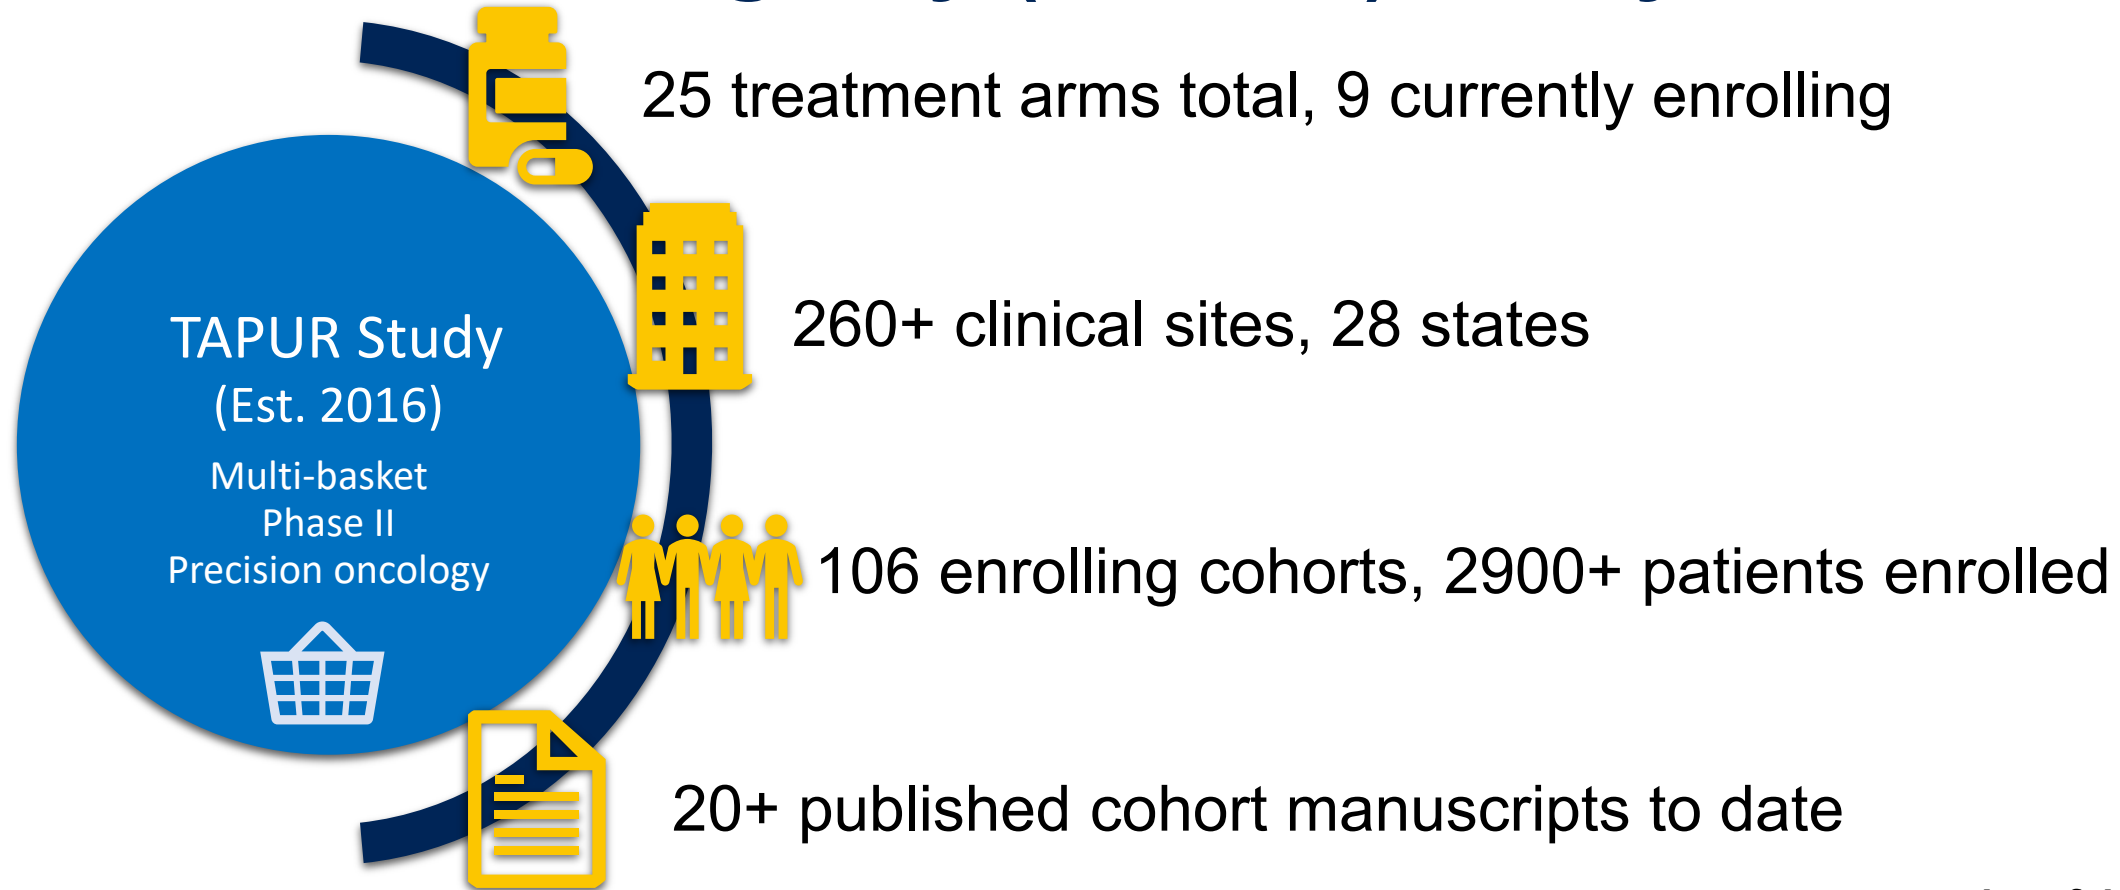 25 treatment arms total, 9 currently enrolling
TAPUR Study
(Est. 2016)
Multi-basket
Phase II
Precision oncology
260+ clinical sites, 28 states
106 enrolling cohorts, 2900+ patients enrolled
20+ published cohort manuscripts to date